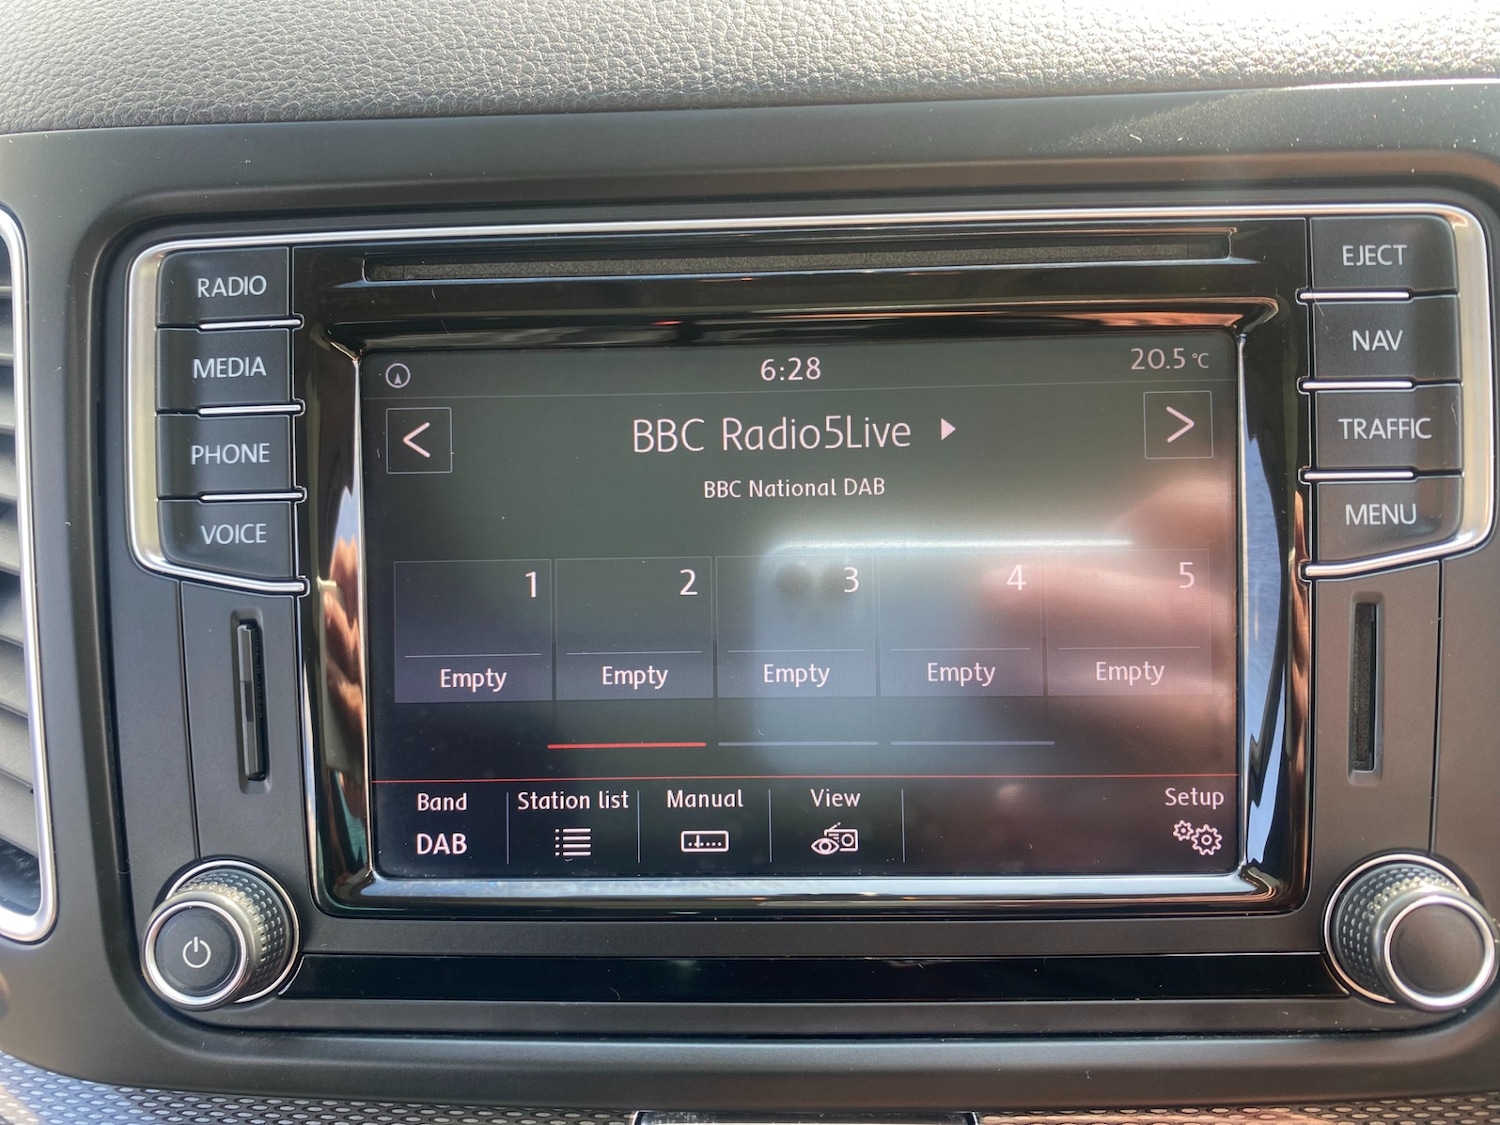 RADIO
MEDIA
PHONE
VOICE
EJECT
NAV
TRAFFIC
MENU
6:28
20.5 °C
< BBC Radio5Live >
BBC National DAB
1 2 3 4 5
Empty Empty Empty Empty Empty
Band Station list Manual View Setup
DAB